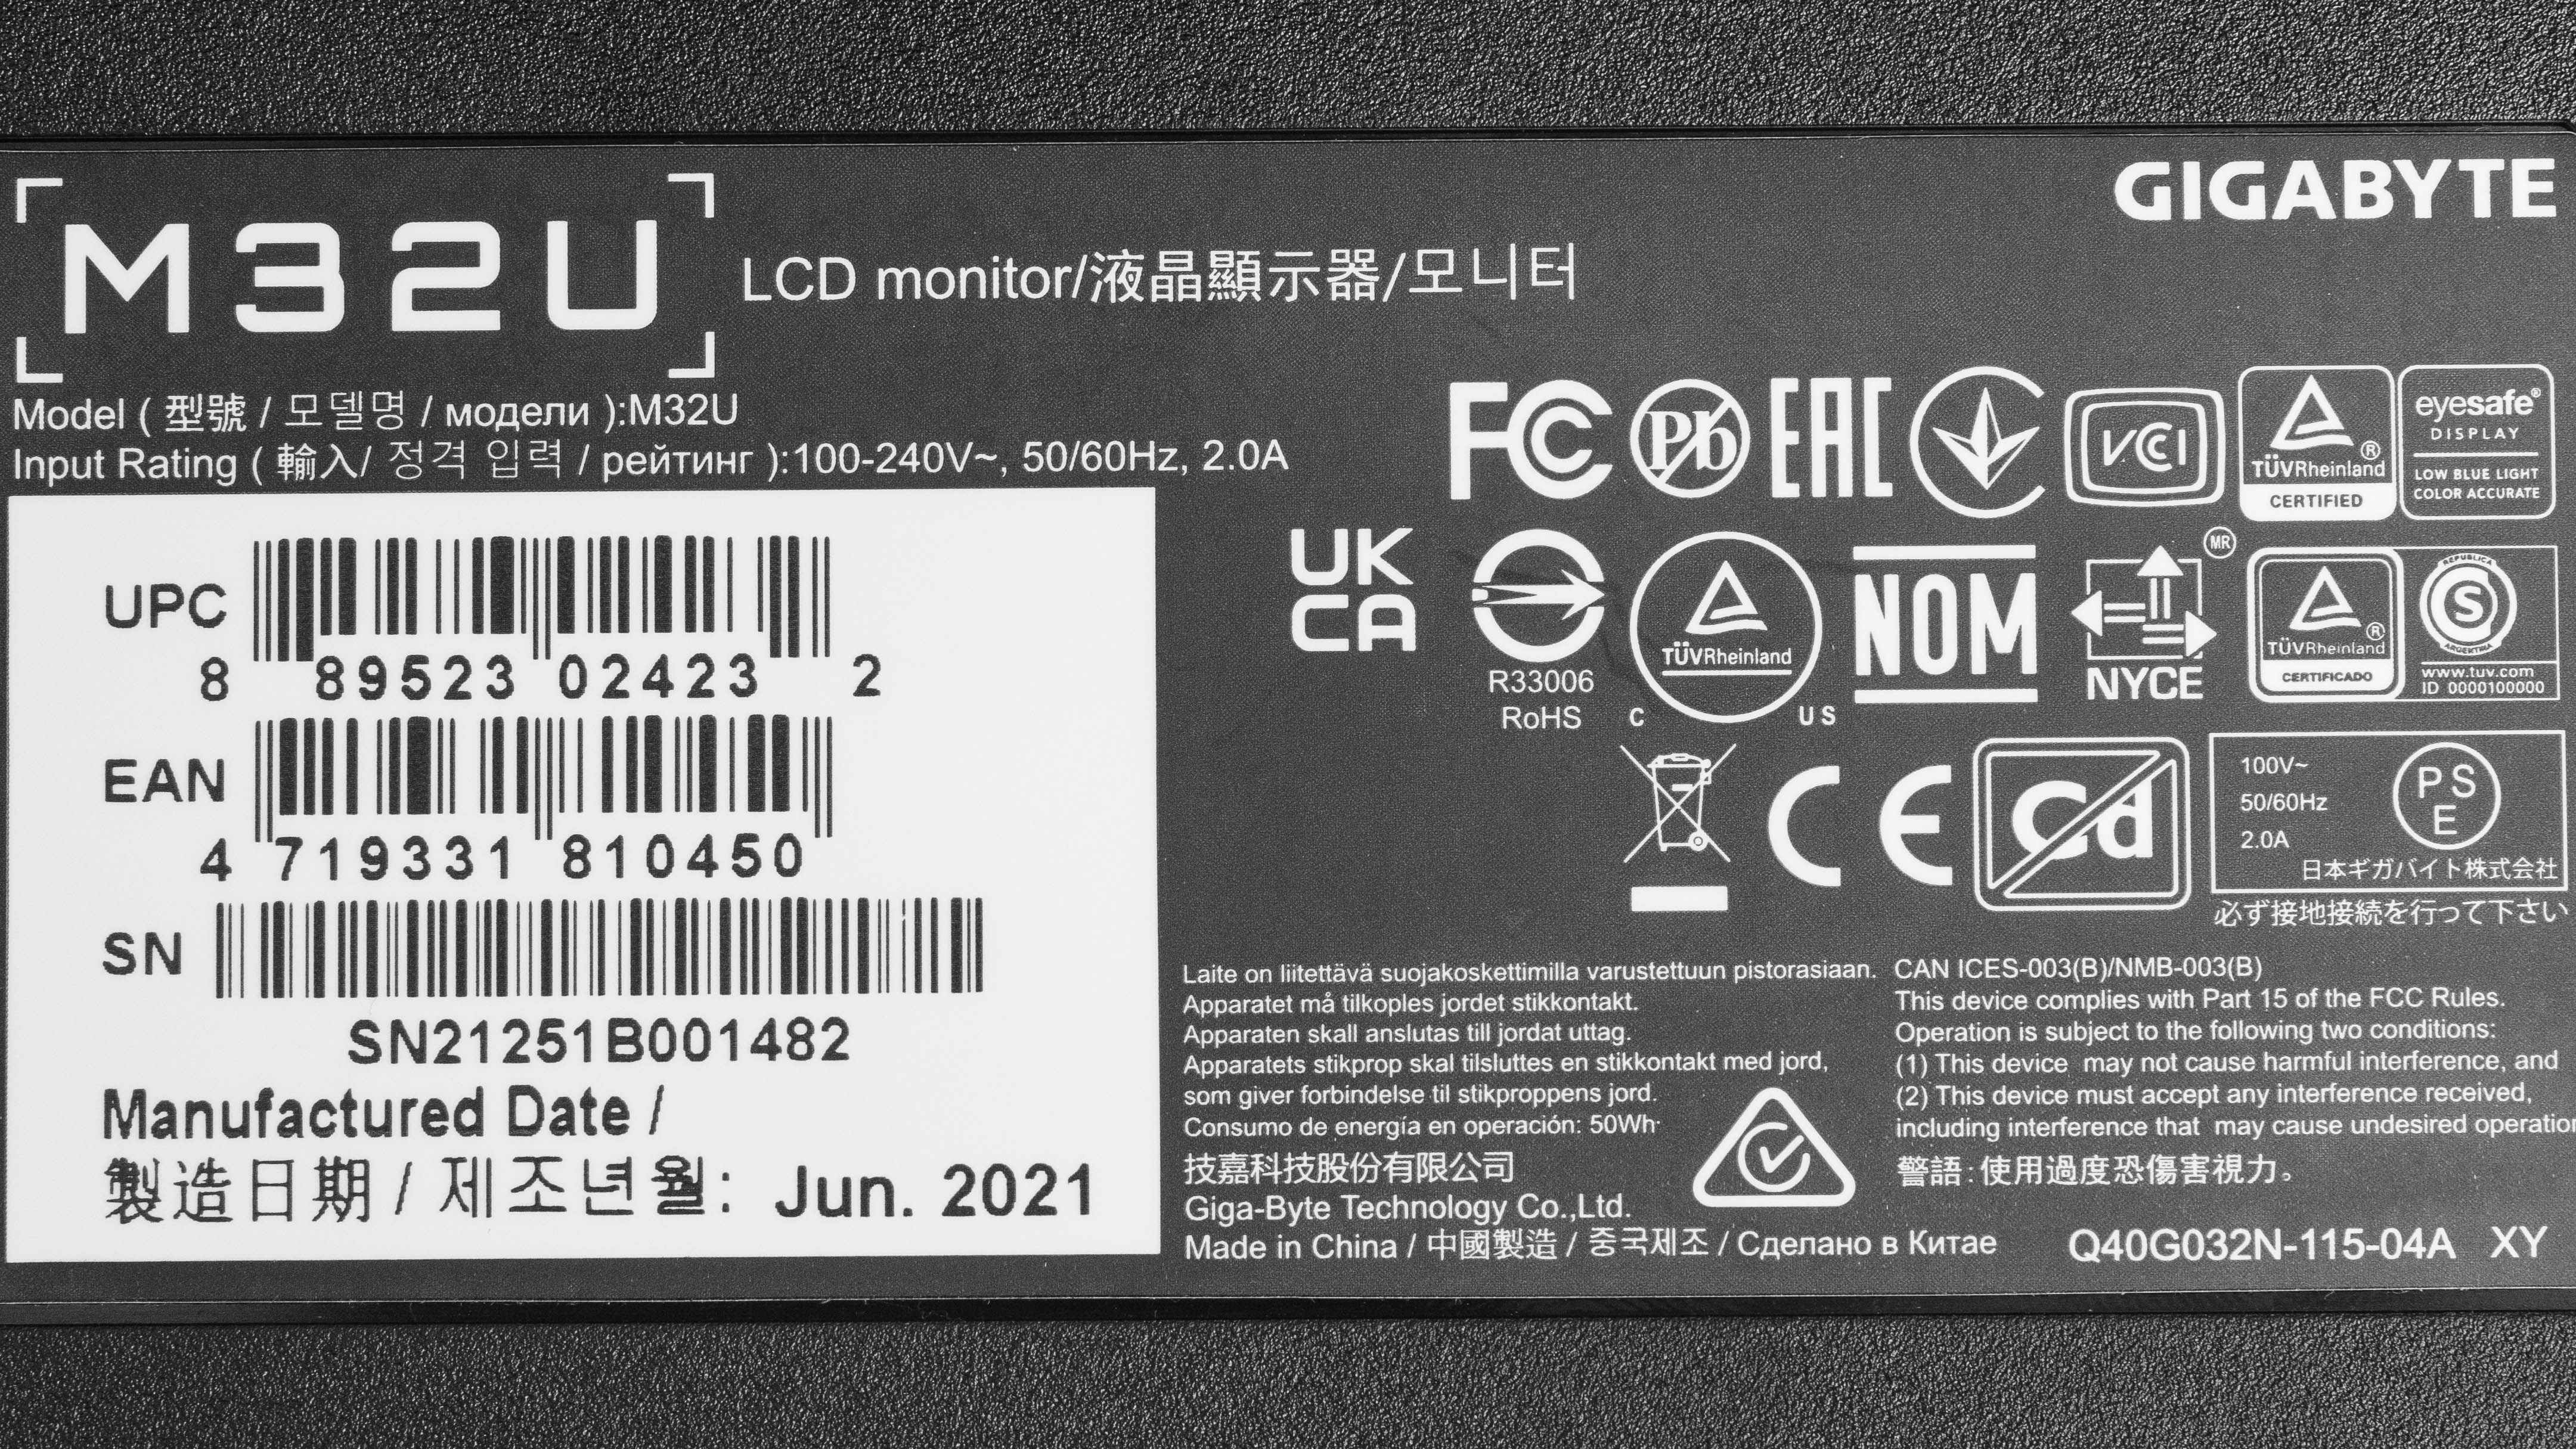 GIGABYTE
M32U
LCD monitor/液晶顯示器/모니터
Model ( 型號 / 모델명 / модели ):M32U
Input Rating ( 輸入/ 정격 입력 / рейтинг ):100-240V~, 50/60Hz, 2.0A
UPC
8 89523 02423 2
EAN
4 719331 810450
SN
SN21251B001482
Manufactured Date /
製造日期 / 제조년월: Jun. 2021
FC
Pb
EAC
VCCI
TÜVRheinland®
CERTIFIED
eyesafe®
DISPLAY
LOW BLUE LIGHT
COLOR ACCURATE
UK
CA
R33006
RoHS
TÜVRheinland
C US
NOM
MR
NYCE
TÜVRheinland®
CERTIFICADO
REPUBLICA
S
ARGENTINA
www.tuv.com
ID 0000100000
CE
Cd
100V~
50/60Hz
2.0A
PS
E
日本ギガバイト株式会社
必ず接地接続を行って下さい
Laite on liitettävä suojakoskettimilla varustettuun pistorasiaan.
Apparatet må tilkoples jordet stikkontakt.
Apparaten skall anslutas till jordat uttag.
Apparatets stikprop skal tilsluttes en stikkontakt med jord,
som giver forbindelse til stikproppens jord.
Consumo de energía en operación: 50Wh
技嘉科技股份有限公司
Giga-Byte Technology Co.,Ltd.
Made in China / 中國製造 / 중국제조 / Сделано в Китае
CAN ICES-003(B)/NMB-003(B)
This device complies with Part 15 of the FCC Rules.
Operation is subject to the following two conditions:
(1) This device may not cause harmful interference, and
(2) This device must accept any interference received,
including interference that may cause undesired operation
警語:使用過度恐傷害視力。
Q40G032N-115-04A XY